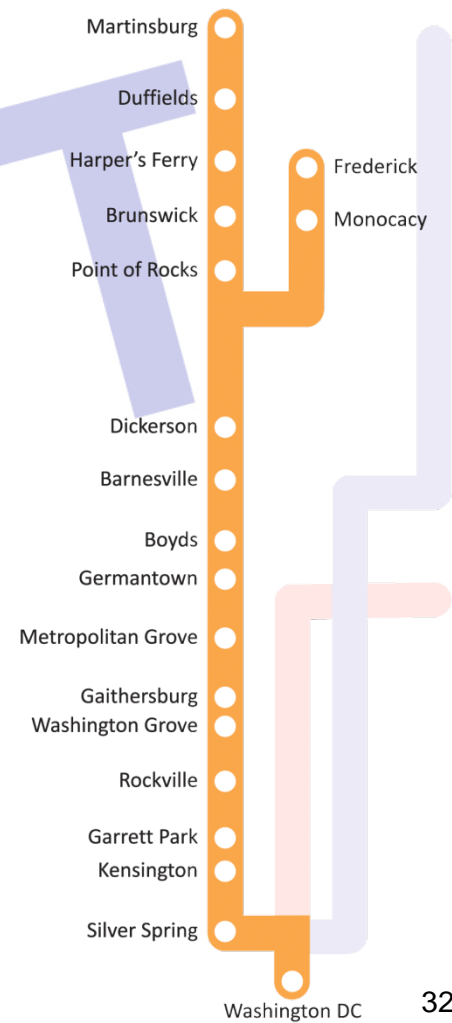 Martinsburg
Duffields
Harper's Ferry
Frederick
Brunswick
Monocacy
Point of Rocks
Dickerson
Barnesville
Boyds
Germantown
Metropolitan Grove
Gaithersburg
Washington Grove
Rockville
Garrett Park
Kensington
Silver Spring
Washington DC
32